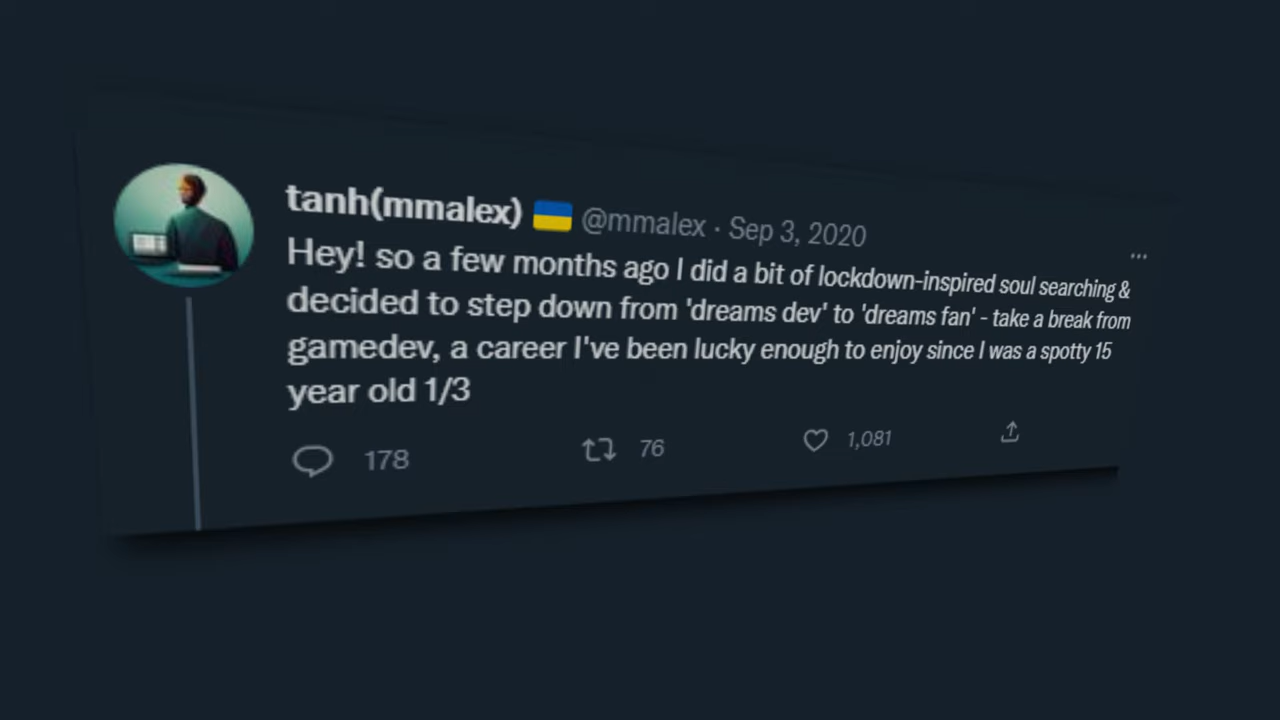 tanh(mmalex) 🇺🇦 @mmalex · Sep 3, 2020
Hey! so a few months ago I did a bit of lockdown-inspired soul searching &
decided to step down from 'dreams dev' to 'dreams fan' - take a break from
gamedev, a career I've been lucky enough to enjoy since I was a spotty 15
year old 1/3
178 76 1,081